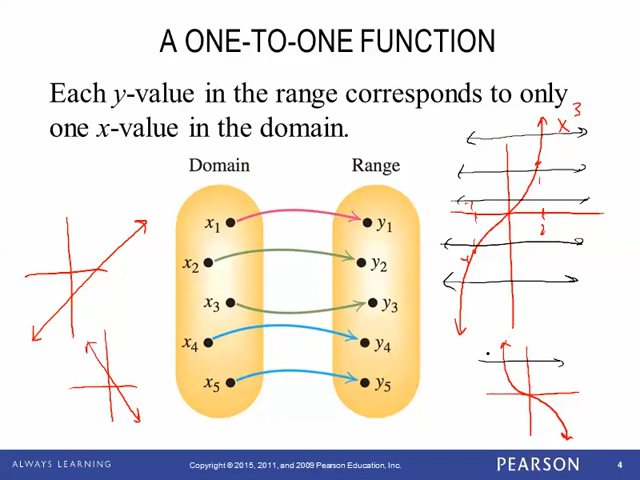 A ONE-TO-ONE FUNCTION
Each y-value in the range corresponds to only
one x-value in the domain.
x³
Domain Range
x₁ y₁
x₂ y₂
x₃ y₃
x₄ y₄
x₅ y₅
ALWAYS LEARNING
Copyright © 2015, 2011, and 2009 Pearson Education, Inc.
PEARSON
4